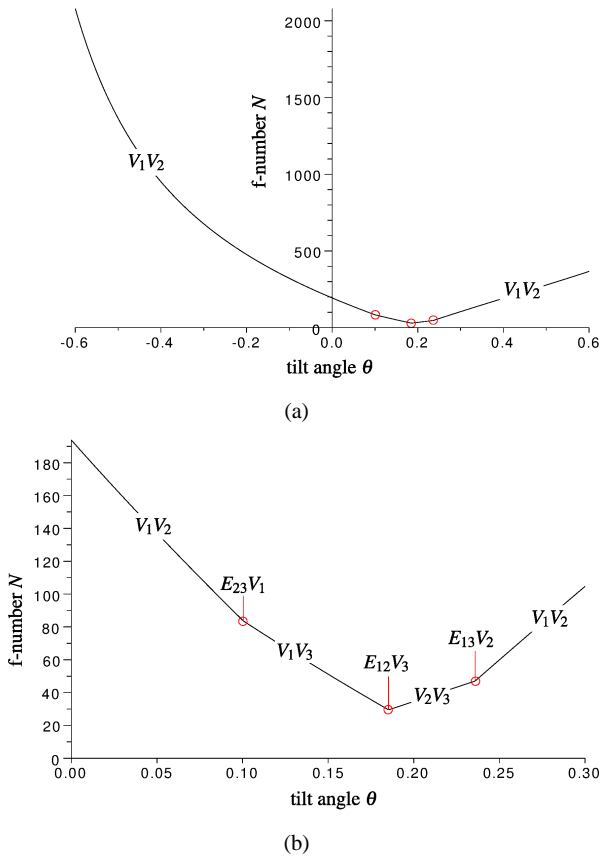 2000
1500
f-number N
1000
V₁V₂
500
V₁V₂
0
-0.6 -0.4 -0.2 0.0 0.2 0.4 0.6
tilt angle θ
(a)
180
160
140
V₁V₂
120
E₂₃V₁
100
f-number N
V₁V₂
80
E₁₃V₂
V₁V₃
60
E₁₂V₃
40
V₂V₃
20
0
0.00 0.05 0.10 0.15 0.20 0.25 0.30
tilt angle θ
(b)